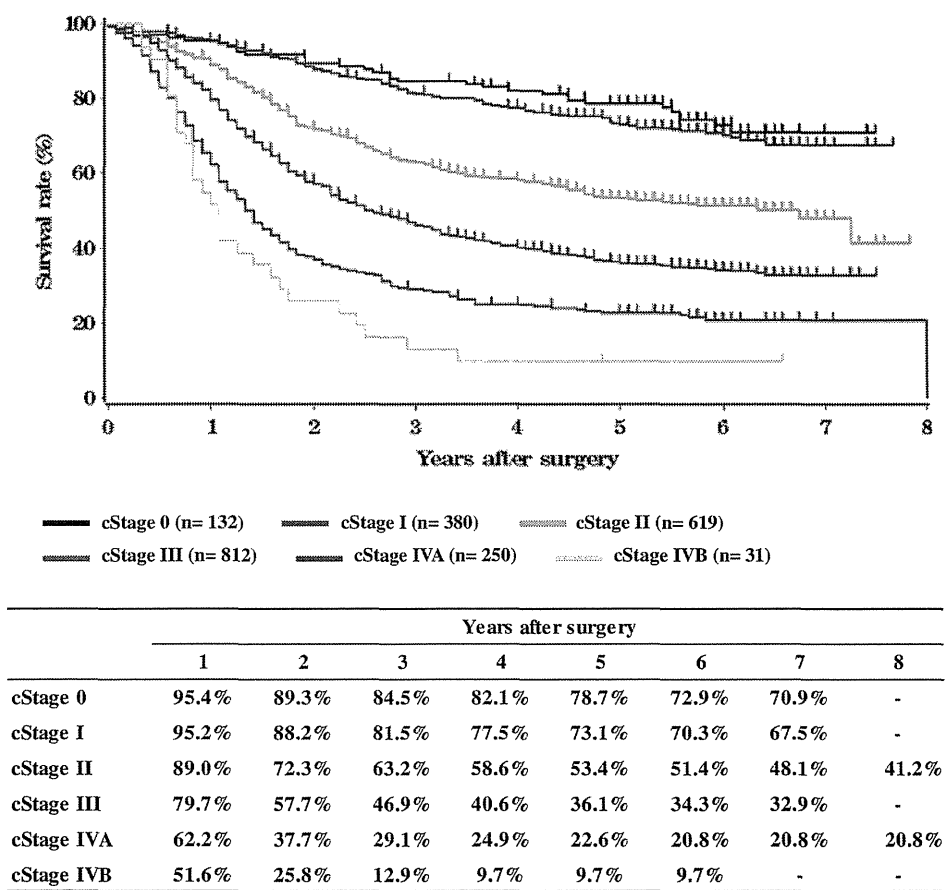 100
80
60
40
20
0
Survival rate (%)
0 1 2 3 4 5 6 7 8
Years after surgery
cStage 0 (n= 132) cStage I (n= 380) cStage II (n= 619)
cStage III (n= 812) cStage IVA (n= 250) cStage IVB (n= 31)
Years after surgery
1 2 3 4 5 6 7 8
cStage 0 95.4% 89.3% 84.5% 82.1% 78.7% 72.9% 70.9% -
cStage I 95.2% 88.2% 81.5% 77.5% 73.1% 70.3% 67.5% -
cStage II 89.0% 72.3% 63.2% 58.6% 53.4% 51.4% 48.1% 41.2%
cStage III 79.7% 57.7% 46.9% 40.6% 36.1% 34.3% 32.9% -
cStage IVA 62.2% 37.7% 29.1% 24.9% 22.6% 20.8% 20.8% 20.8%
cStage IVB 51.6% 25.8% 12.9% 9.7% 9.7% 9.7% - -